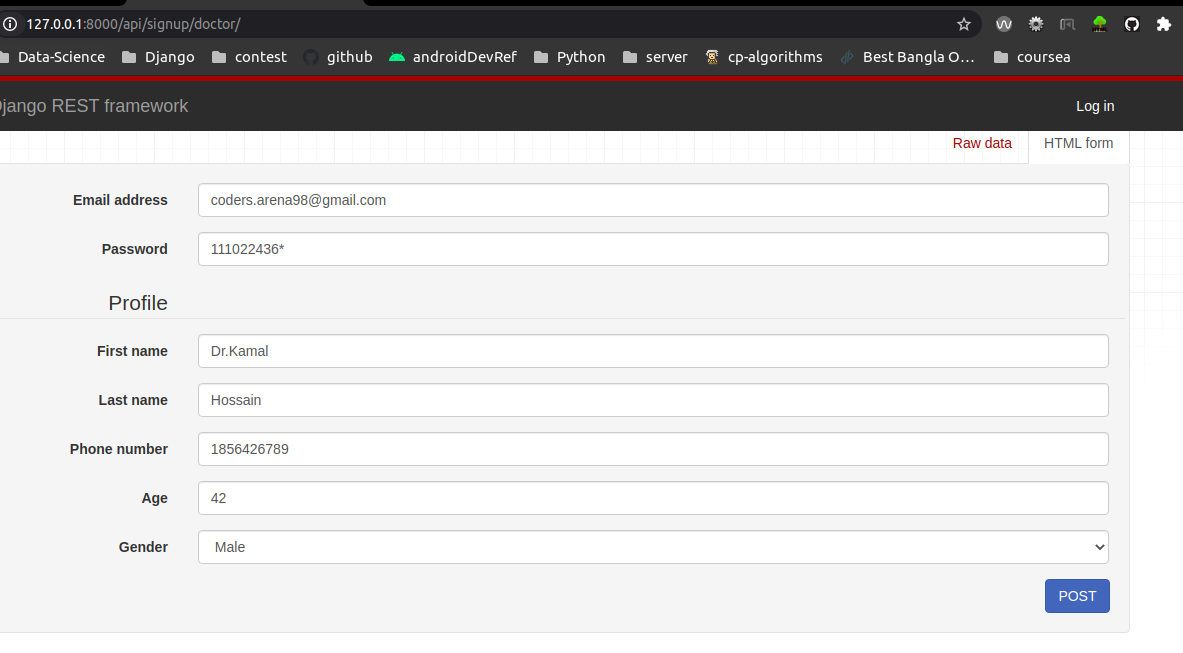 127.0.0.1:8000/api/signup/doctor/
Data-Science Django contest github androidDevRef Python server cp-algorithms Best Bangla O... coursea
jango REST framework Log in
Raw data HTML form
Email address coders.arena98@gmail.com
Password 111022436*
Profile
First name Dr.Kamal
Last name Hossain
Phone number 1856426789
Age 42
Gender Male
POST